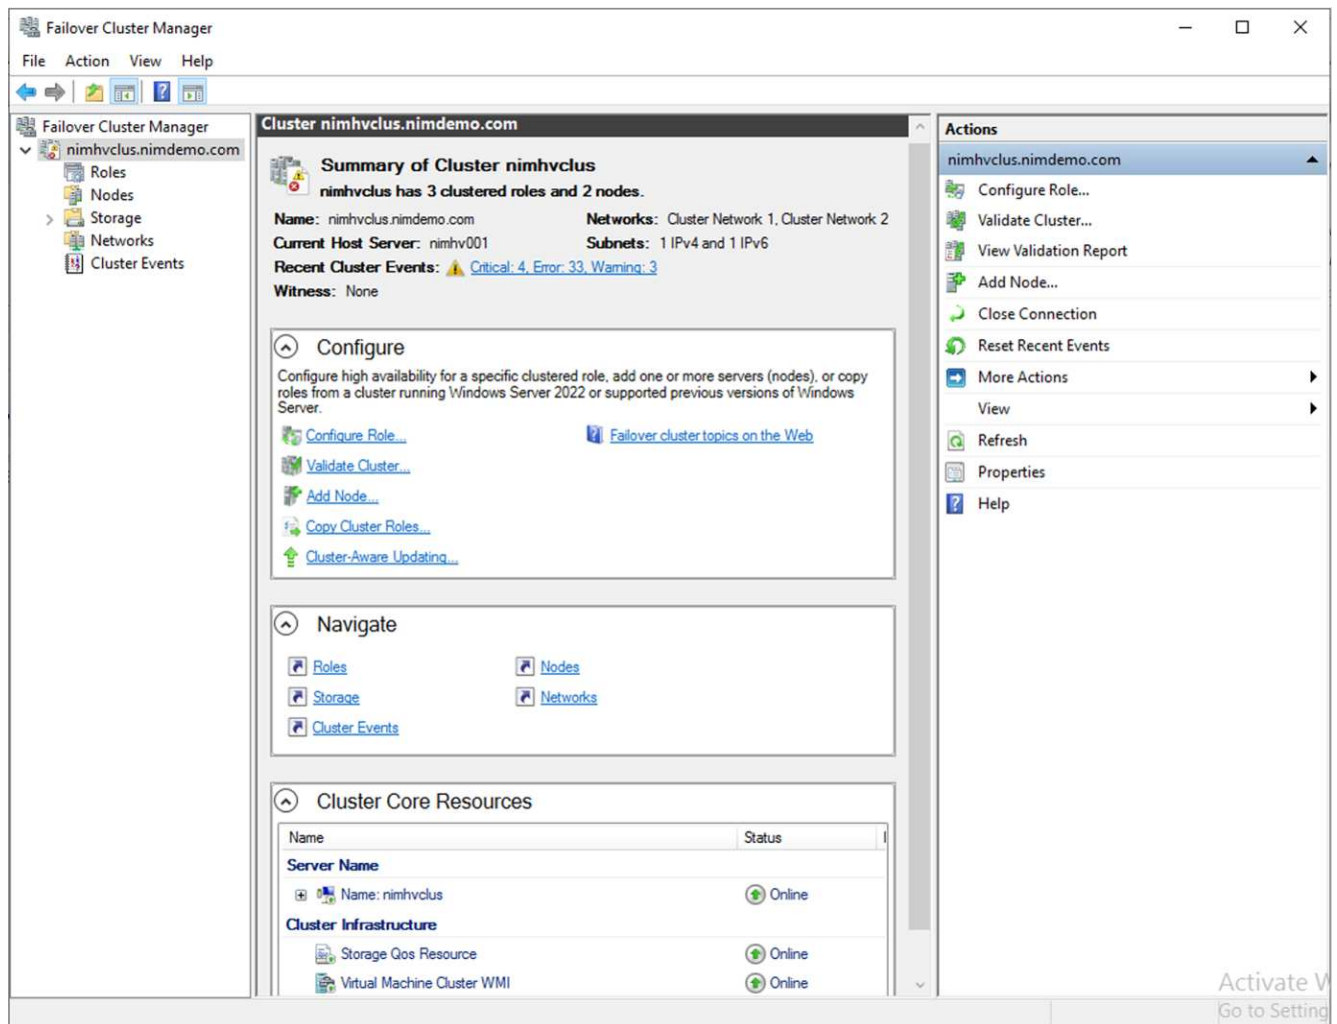 Failover Cluster Manager
File Action View Help
Failover Cluster Manager
nimhvclus.nimdemo.com
Roles
Nodes
Storage
Networks
Cluster Events
Cluster nimhvclus.nimdemo.com
Summary of Cluster nimhvclus
nimhvclus has 3 clustered roles and 2 nodes.
Name: nimhvclus.nimdemo.com Networks: Cluster Network 1, Cluster Network 2
Current Host Server: nimhv001 Subnets: 1 IPv4 and 1 IPv6
Recent Cluster Events: Critical: 4, Error: 33, Warning: 3
Witness: None
Configure
Configure high availability for a specific clustered role, add one or more servers (nodes), or copy
roles from a cluster running Windows Server 2022 or supported previous versions of Windows
Server.
Configure Role... Failover cluster topics on the Web
Validate Cluster...
Add Node...
Copy Cluster Roles...
Cluster-Aware Updating...
Navigate
Roles Nodes
Storage Networks
Cluster Events
Cluster Core Resources
Name Status
Server Name
Name: nimhvclus Online
Cluster Infrastructure
Storage Qos Resource Online
Virtual Machine Cluster WMI Online
Actions
nimhvclus.nimdemo.com
Configure Role...
Validate Cluster...
View Validation Report
Add Node...
Close Connection
Reset Recent Events
More Actions
View
Refresh
Properties
Help
Activate W
Go to Setting